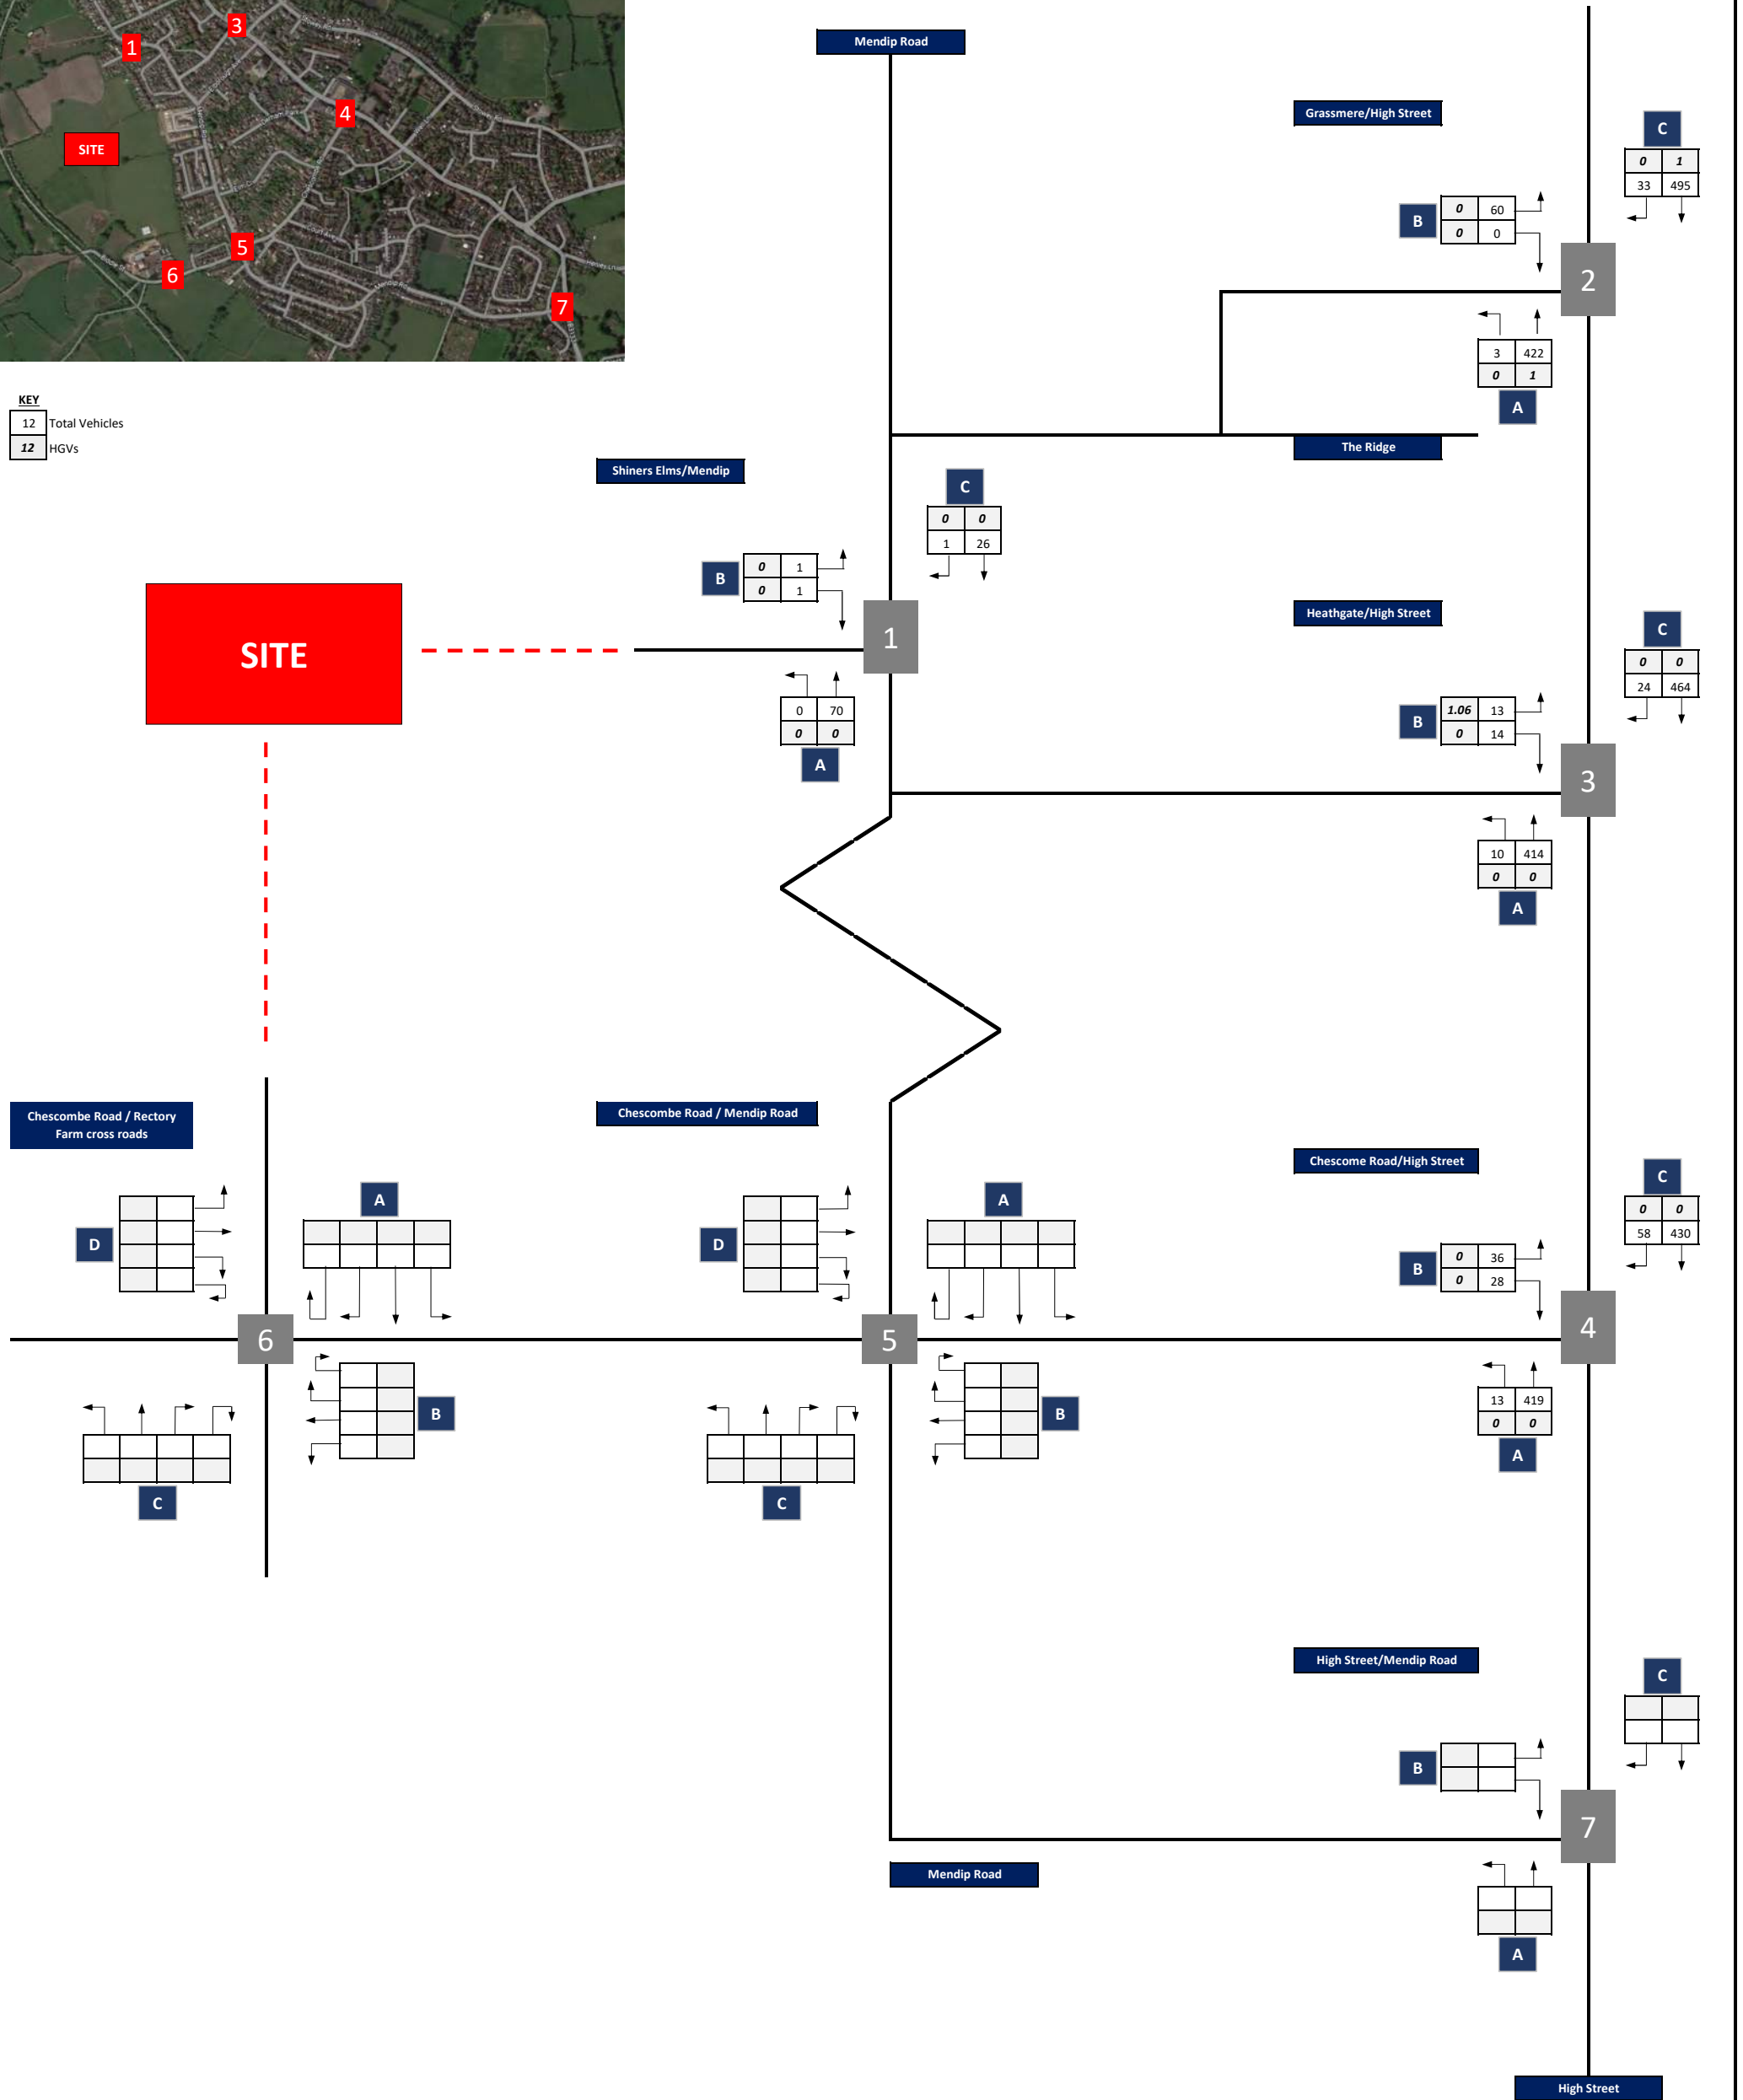 3
1
4
SITE
5
6
7
Mendip Road
Grassmere/High Street
C
0 1
33 495
B
0 60
0 0
2
3 422
0 1
A
KEY
12 Total Vehicles
12 HGVs
The Ridge
Shiners Elms/Mendip
C
0 0
1 26
B
0 1
0 1
1
SITE
0 70
0 0
A
Heathgate/High Street
C
0 0
24 464
B
1.06 13
0 14
3
10 414
0 0
A
Chescombe Road / Rectory
Farm cross roads
Chescombe Road / Mendip Road
Chescome Road/High Street
C
0 0
58 430
A
D
A
D
B
0 36
0 28
6
5
4
B
C
B
C
13 419
0 0
A
High Street/Mendip Road
C
B
7
Mendip Road
A
High Street